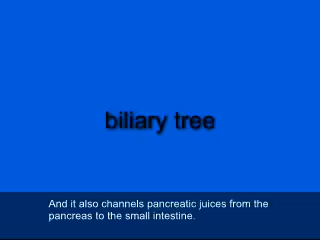 biliary tree
And it also channels pancreatic juices from the
pancreas to the small intestine.